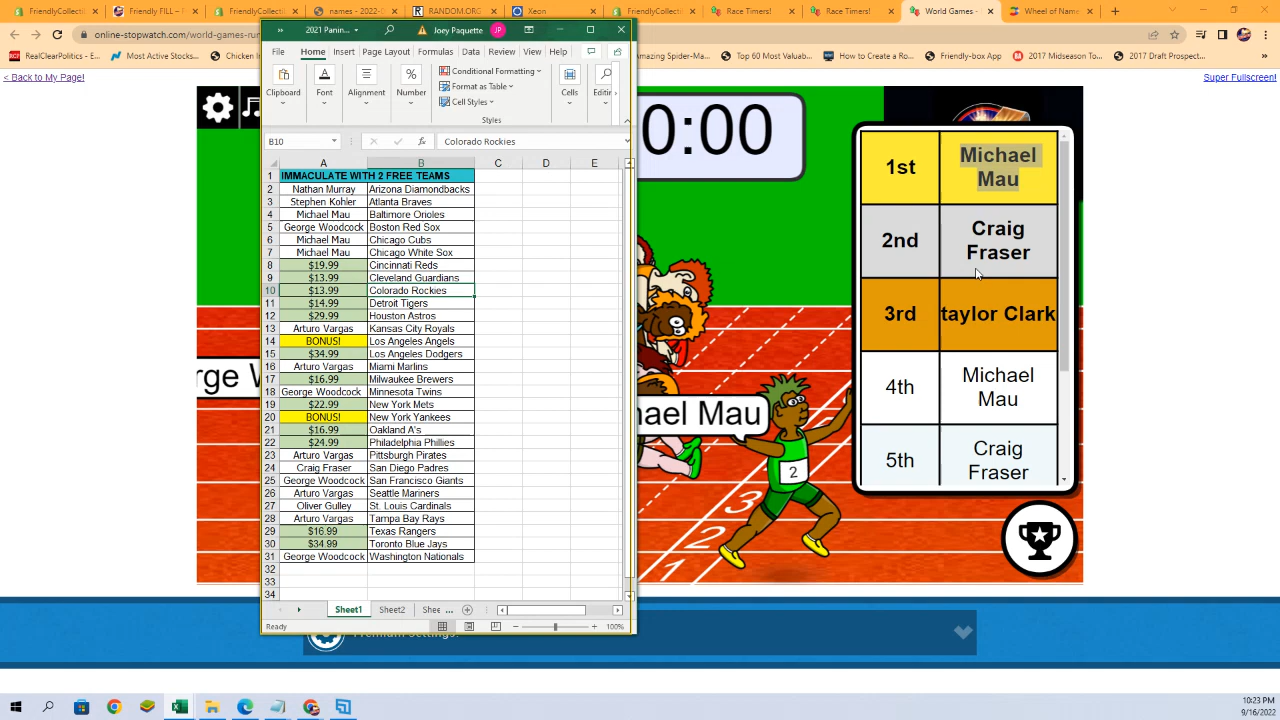 Friendly FILL –
FriendlyCollecti
names - 2022-0
RANDOM.ORG
Xeon
FriendlyCollecti
Race Timers!
Race Timers!
World Games -
Wheel of Name
online-stopwatch.com/world-games-run
RealClearPolitics
Most Active Stocks...
Chicken Coop
Amazing Spider-Ma...
Top 60 Most Valuab...
How to Create a Ro...
Friendly-box App
2017 Midseason To...
2017 Draft Prospect...
< Back to My Page!
Super Fullscreen!
2021 Panin...
Joey Paquette
JP
File
Home
Insert
Page Layout
Formulas
Data
Review
View
Help
Clipboard
Font
Alignment
Number
Conditional Formatting
Format as Table
Cell Styles
Styles
Cells
Editin
B10
fx
Colorado Rockies
A B C D E
1 IMMACULATE WITH 2 FREE TEAMS
2 Nathan Murray Arizona Diamondbacks
3 Stephen Kohler Atlanta Braves
4 Michael Mau Baltimore Orioles
5 George Woodcock Boston Red Sox
6 Michael Mau Chicago Cubs
7 Michael Mau Chicago White Sox
8 $19.99 Cincinnati Reds
9 $13.99 Cleveland Guardians
10 $13.99 Colorado Rockies
11 $14.99 Detroit Tigers
12 $29.99 Houston Astros
13 Arturo Vargas Kansas City Royals
14 BONUS! Los Angeles Angels
15 $34.99 Los Angeles Dodgers
16 Arturo Vargas Miami Marlins
17 $16.99 Milwaukee Brewers
18 George Woodcock Minnesota Twins
19 $22.99 New York Mets
20 BONUS! New York Yankees
21 $16.99 Oakland A's
22 $24.99 Philadelphia Phillies
23 Arturo Vargas Pittsburgh Pirates
24 Craig Fraser San Diego Padres
25 George Woodcock San Francisco Giants
26 Arturo Vargas Seattle Mariners
27 Oliver Gulley St. Louis Cardinals
28 Arturo Vargas Tampa Bay Rays
29 $16.99 Texas Rangers
30 $34.99 Toronto Blue Jays
31 George Woodcock Washington Nationals
32
33
34
Sheet1
Sheet2
Shee
...
Ready
100%
0:00
1st Michael
Mau
2nd Craig
Fraser
3rd taylor Clark
4th Michael
Mau
5th Craig
Fraser
rge W
hael Mau
2
3
2
1
10:23 PM
9/16/2022